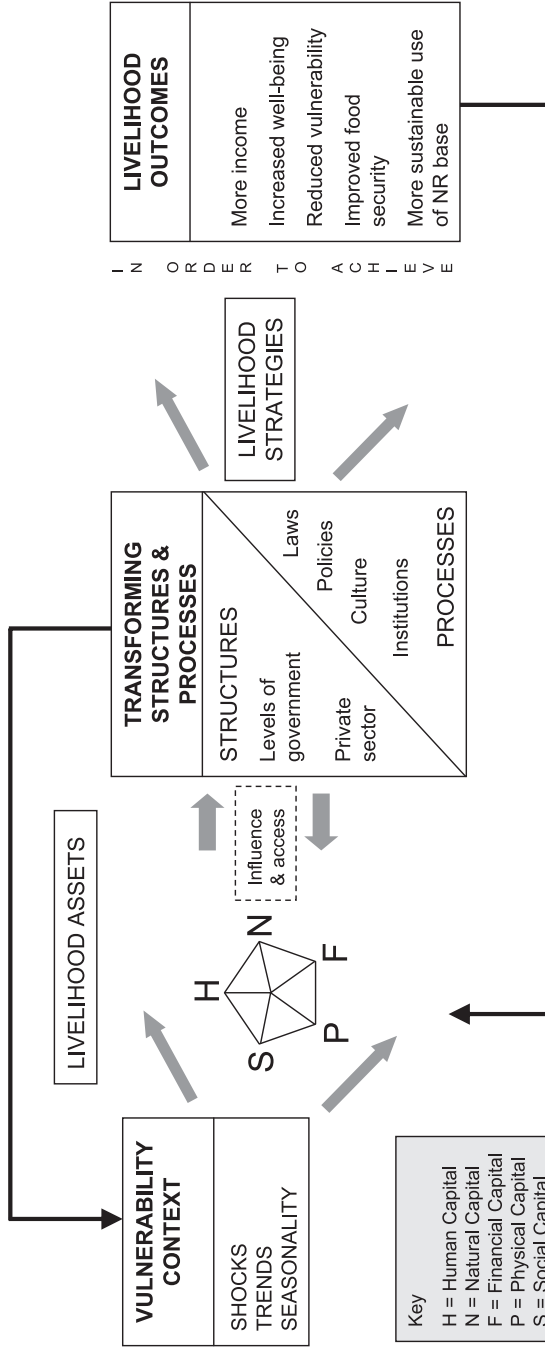 VULNERABILITY
CONTEXT
SHOCKS
TRENDS
SEASONALITY
LIVELIHOOD ASSETS
H
S
N
P
F
Influence
& access
TRANSFORMING
STRUCTURES &
PROCESSES
STRUCTURES
Levels of
government
Private
sector
Laws
Policies
Culture
Institutions
PROCESSES
LIVELIHOOD
STRATEGIES
IN ORDER TO ACHIEVE
LIVELIHOOD
OUTCOMES
More income
Increased well-being
Reduced vulnerability
Improved food
security
More sustainable use
of NR base
Key
H = Human Capital
N = Natural Capital
F = Financial Capital
P = Physical Capital
S = Social Capital